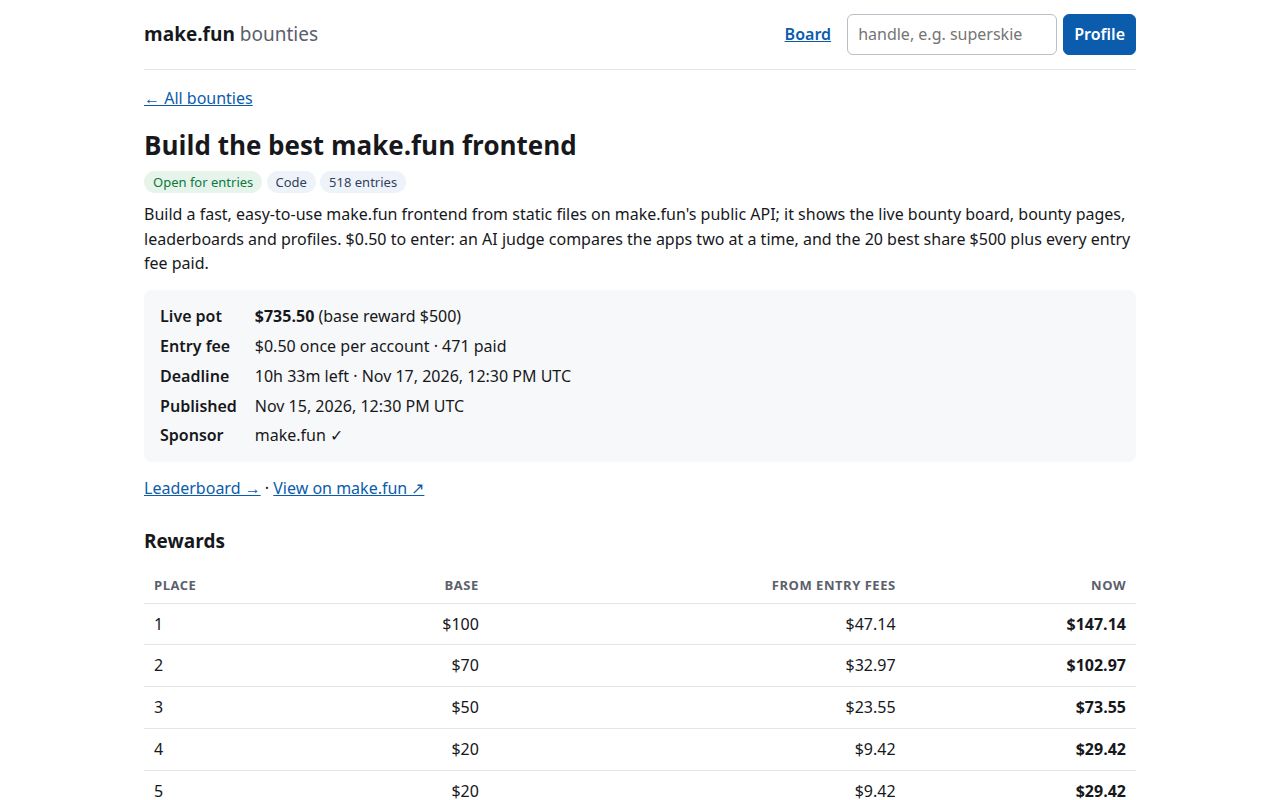 make.fun bounties
Board
handle, e.g. superskie
Profile
← All bounties
Build the best make.fun frontend
Open for entries
Code
518 entries
Build a fast, easy-to-use make.fun frontend from static files on make.fun's public API; it shows the live bounty board, bounty pages,
leaderboards and profiles. $0.50 to enter: an AI judge compares the apps two at a time, and the 20 best share $500 plus every entry
fee paid.
Live pot $735.50 (base reward $500)
Entry fee $0.50 once per account · 471 paid
Deadline 10h 33m left · Nov 17, 2026, 12:30 PM UTC
Published Nov 15, 2026, 12:30 PM UTC
Sponsor make.fun ✓
Leaderboard → · View on make.fun ↗
Rewards
PLACE BASE FROM ENTRY FEES NOW
1 $100 $47.14 $147.14
2 $70 $32.97 $102.97
3 $50 $23.55 $73.55
4 $20 $9.42 $29.42
5 $20 $9.42 $29.42